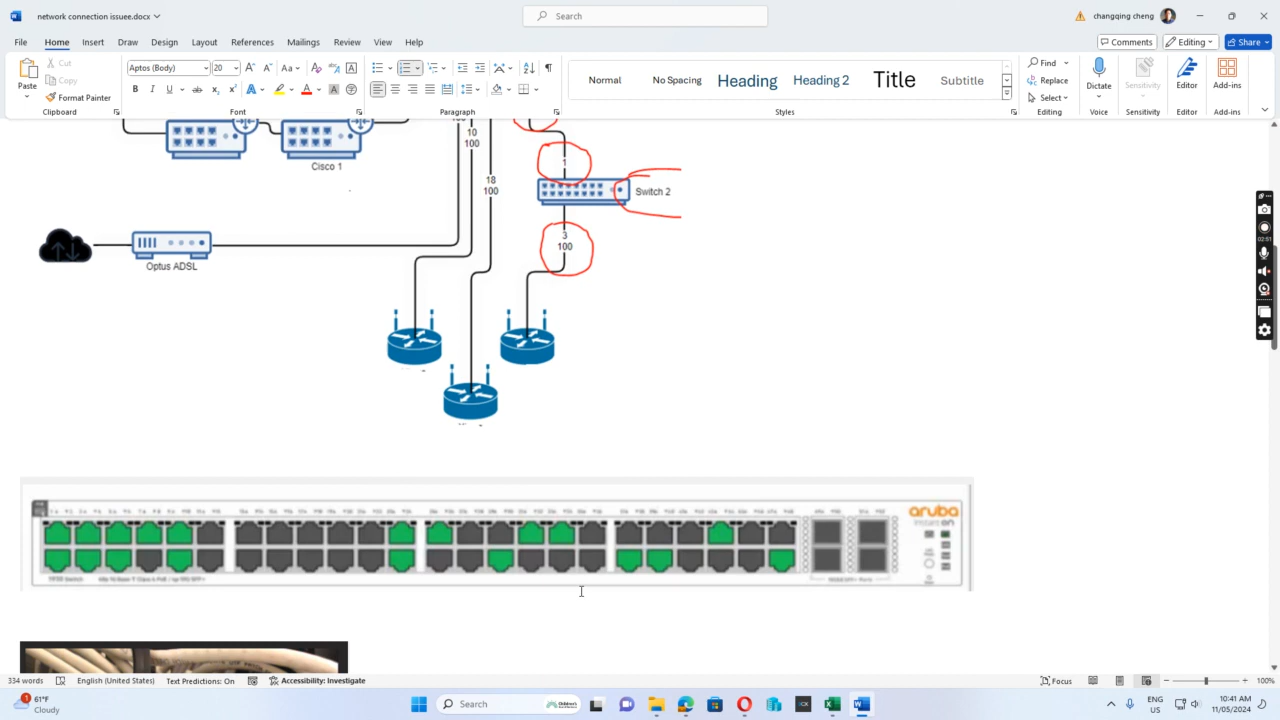 network connection issuee.docx
Search
changqing cheng
File Home Insert Draw Design Layout References Mailings Review View Help
Comments Editing Share
Paste Cut Copy Format Painter
Aptos (Body) 20
Normal No Spacing Heading Heading 2 Title Subtitle
Find Replace Select
Dictate Sensitivity Editor Add-ins
Clipboard Font Paragraph Styles Editing Voice Sensitivity Editor Add-ins
10
100
Cisco 1
1
18
100
Switch 2
3
100
Optus ADSL
02:51
aruba
instant on
334 words English (United States) Text Predictions: On Accessibility: Investigate Focus 100%
1
61°F
Cloudy
Search
ENG
US
10:41 AM
11/05/2024